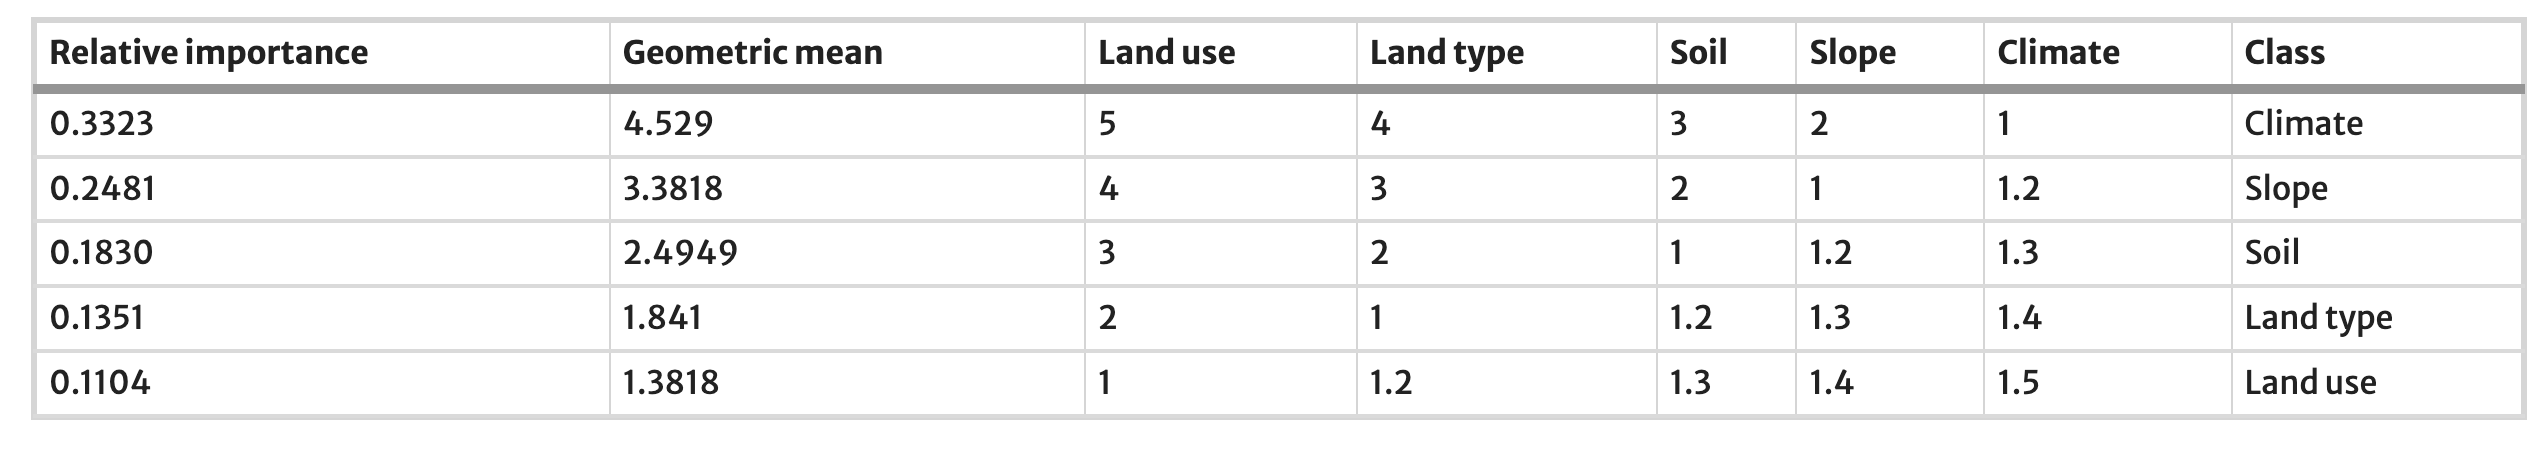 Relative importance Geometric mean Land use Land type Soil Slope Climate Class
0.3323 4.529 5 4 3 2 1 Climate
0.2481 3.3818 4 3 2 1 1.2 Slope
0.1830 2.4949 3 2 1 1.2 1.3 Soil
0.1351 1.841 2 1 1.2 1.3 1.4 Land type
0.1104 1.3818 1 1.2 1.3 1.4 1.5 Land use